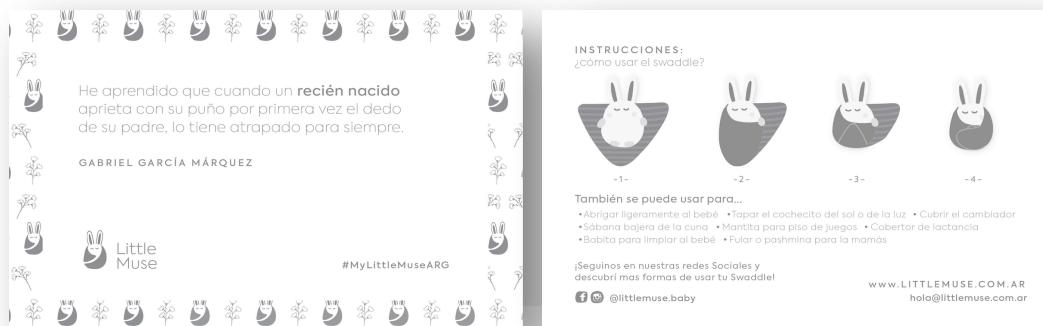 He aprendido que cuando un recién nacido
aprieta con su puño por primera vez el dedo
de su padre, lo tiene atrapado para siempre.
GABRIEL GARCÍA MÁRQUEZ
Little
Muse
#MyLittleMuseARG
INSTRUCCIONES:
¿cómo usar el swaddle?
-1-
-2-
-3-
-4-
También se puede usar para...
•Abrigar ligeramente al bebé •Tapar el cochecito del sol o de la luz •Cubrir el cambiador
•Sábana bajera de la cuna •Mantita para piso de juegos •Cobertor de lactancia
•Babita para limpiar al bebé •Fular o pashmina para la mamás
¡Seguinos en nuestras redes Sociales y
descubrí mas formas de usar tu Swaddle!
@littlemuse.baby
WWW.LITTLEMUSE.COM.AR
hola@littlemuse.com.ar